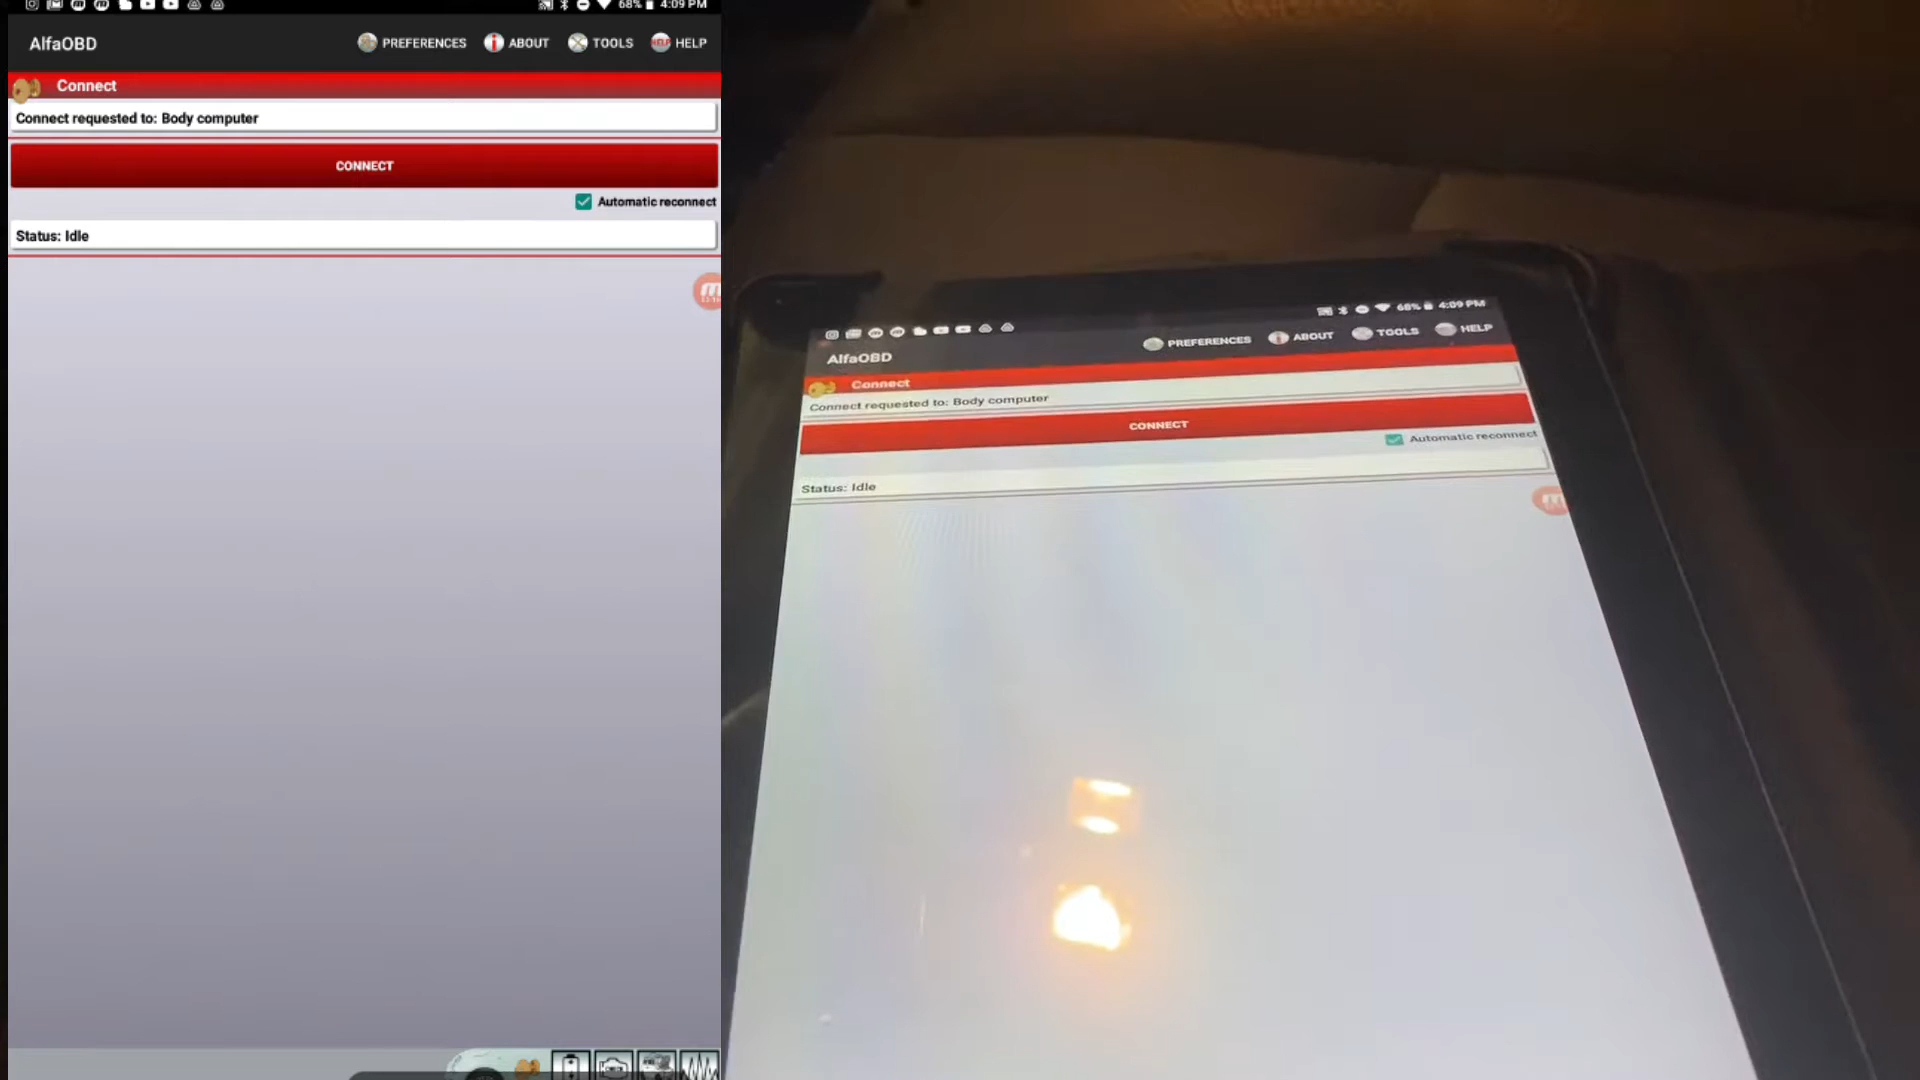 68% 4:09 PM
AlfaOBD PREFERENCES ABOUT TOOLS HELP
Connect
Connect requested to: Body computer
CONNECT
Automatic reconnect
Status: Idle
68% 4:09 PM
PREFERENCES ABOUT TOOLS HELP
AlfaOBD
Connect
Connect requested to: Body computer
CONNECT
Automatic reconnect
Status: Idle